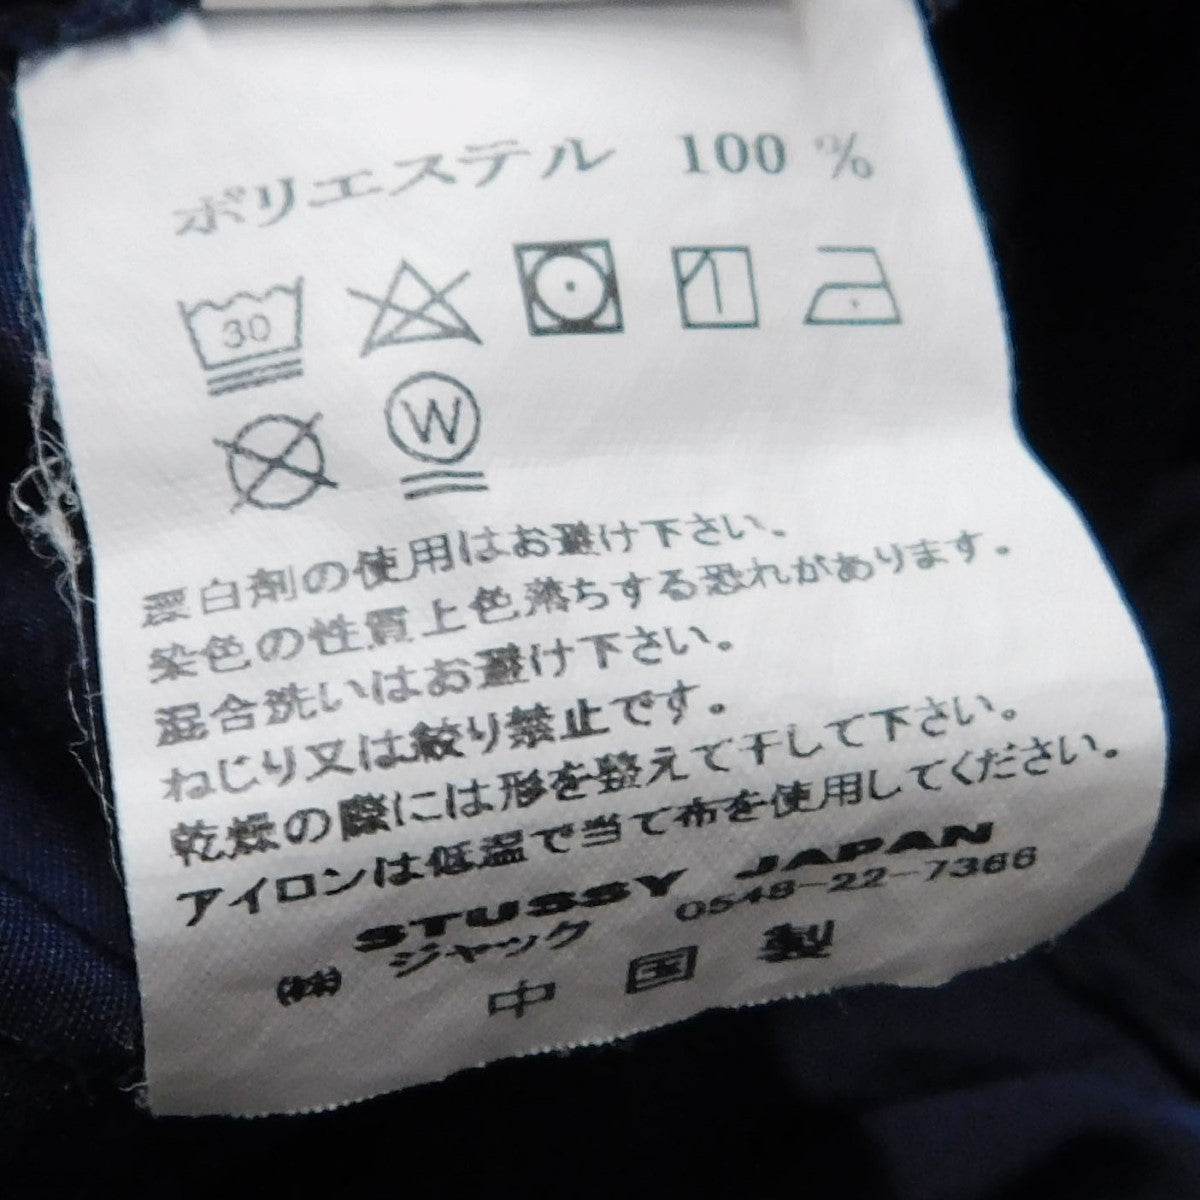 ポリエステル 100 %
30
W
漂白剤の使用はお避け下さい。
染色の性質上色落ちする恐れがあります。
混合洗いはお避け下さい。
ねじり又は絞り禁止です。
乾燥の際には形を整えて干して下さい。
アイロンは低温で当て布を使用してください。
STUSSY JAPAN
(株) ジャック 0548-22-7366
中国製